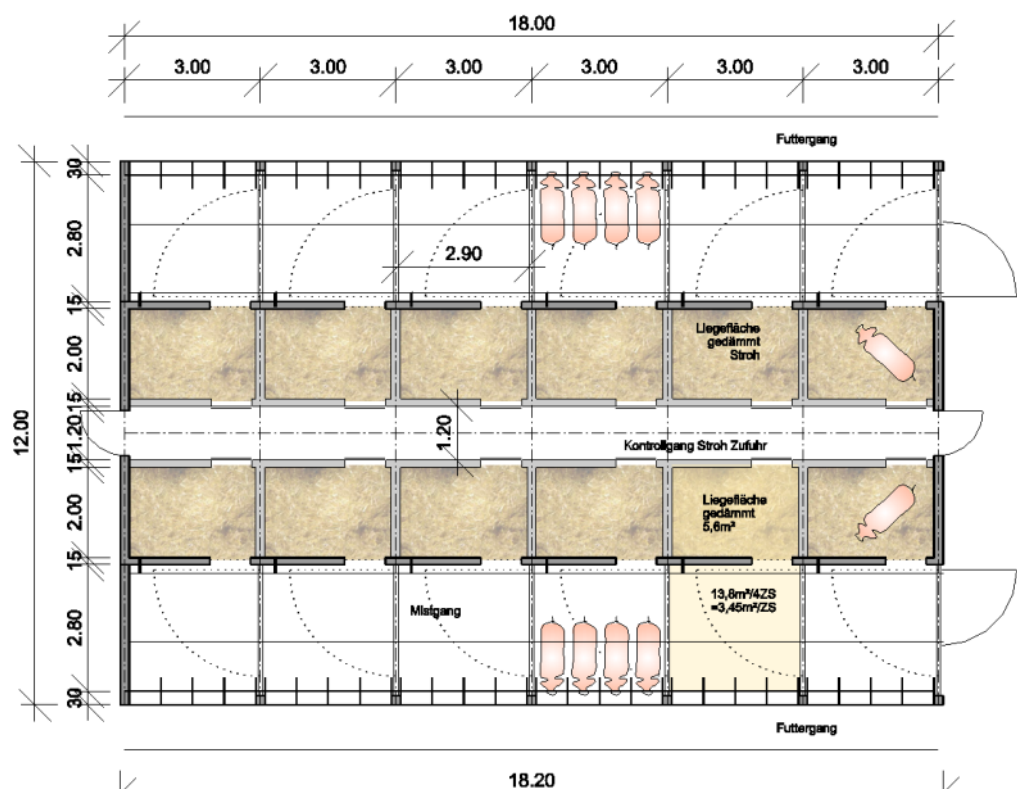 18.00
3.00 3.00 3.00 3.00 3.00 3.00
Futtergang
30
2.80
2.90
15
2.00
Liegefläche
gedämmt
Stroh
15
12.00
1.20
1.20
Kontrollgang Stroh Zufuhr
15
2.00
Liegefläche
gedämmt
5,6m²
15
2.80
Mistgang
13,8m²/4ZS
=3,45m²/ZS
30
Futtergang
18.20